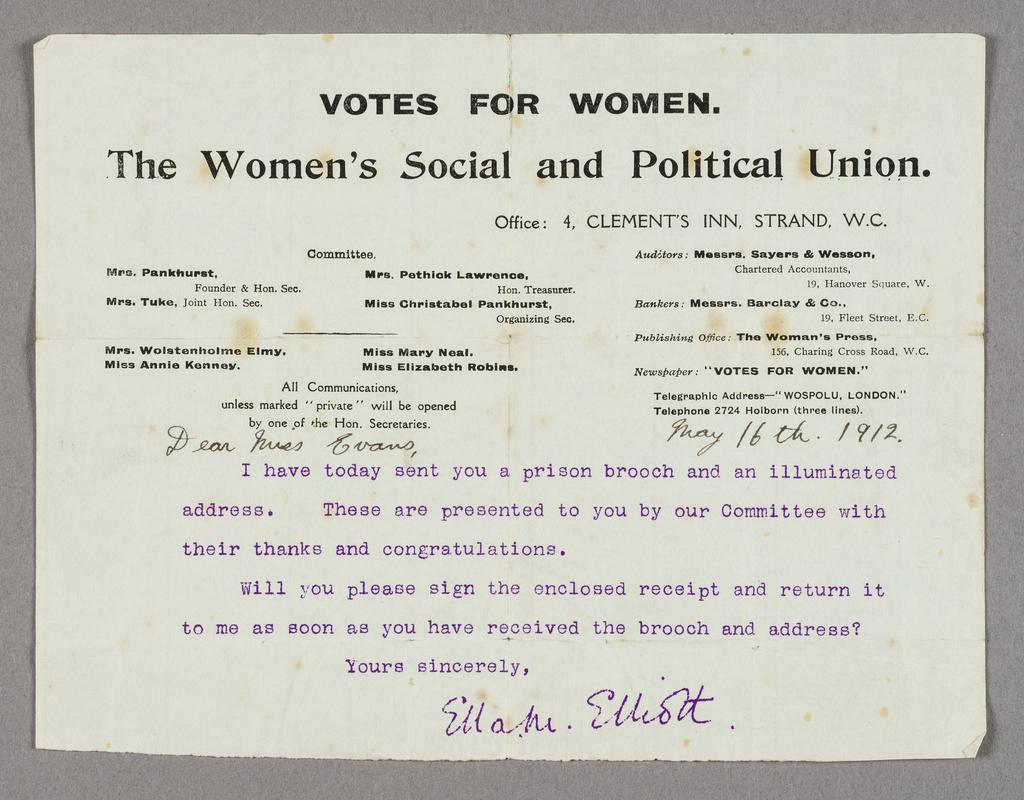 VOTES FOR WOMEN.
The Women's Social and Political Union.
Office: 4, CLEMENT'S INN, STRAND, W.C.
Committee.
Mrs. Pankhurst,
Founder & Hon. Sec.
Mrs. Tuke, Joint Hon. Sec.
Mrs. Pethick Lawrence,
Hon. Treasurer.
Miss Christabel Pankhurst,
Organizing Sec.
Mrs. Wolstenholme Elmy.
Miss Mary Neal.
Miss Annie Kenney.
Miss Elizabeth Robins.
All Communications,
unless marked "private" will be opened
by one of the Hon. Secretaries.
Auditors: Messrs. Sayers & Wesson,
Chartered Accountants,
19, Hanover Square, W.
Bankers: Messrs. Barclay & Co.,
19, Fleet Street, E.C.
Publishing Office: The Woman's Press,
156, Charing Cross Road, W.C.
Newspaper: "VOTES FOR WOMEN."
Telegraphic Address—"WOSPOLU, LONDON."
Telephone 2724 Holborn (three lines).
May 16th. 1912.
Dear Miss Evans,
I have today sent you a prison brooch and an illuminated
address. These are presented to you by our Committee with
their thanks and congratulations.
Will you please sign the enclosed receipt and return it
to me as soon as you have received the brooch and address?
Yours sincerely,
Ella M. Elliott.